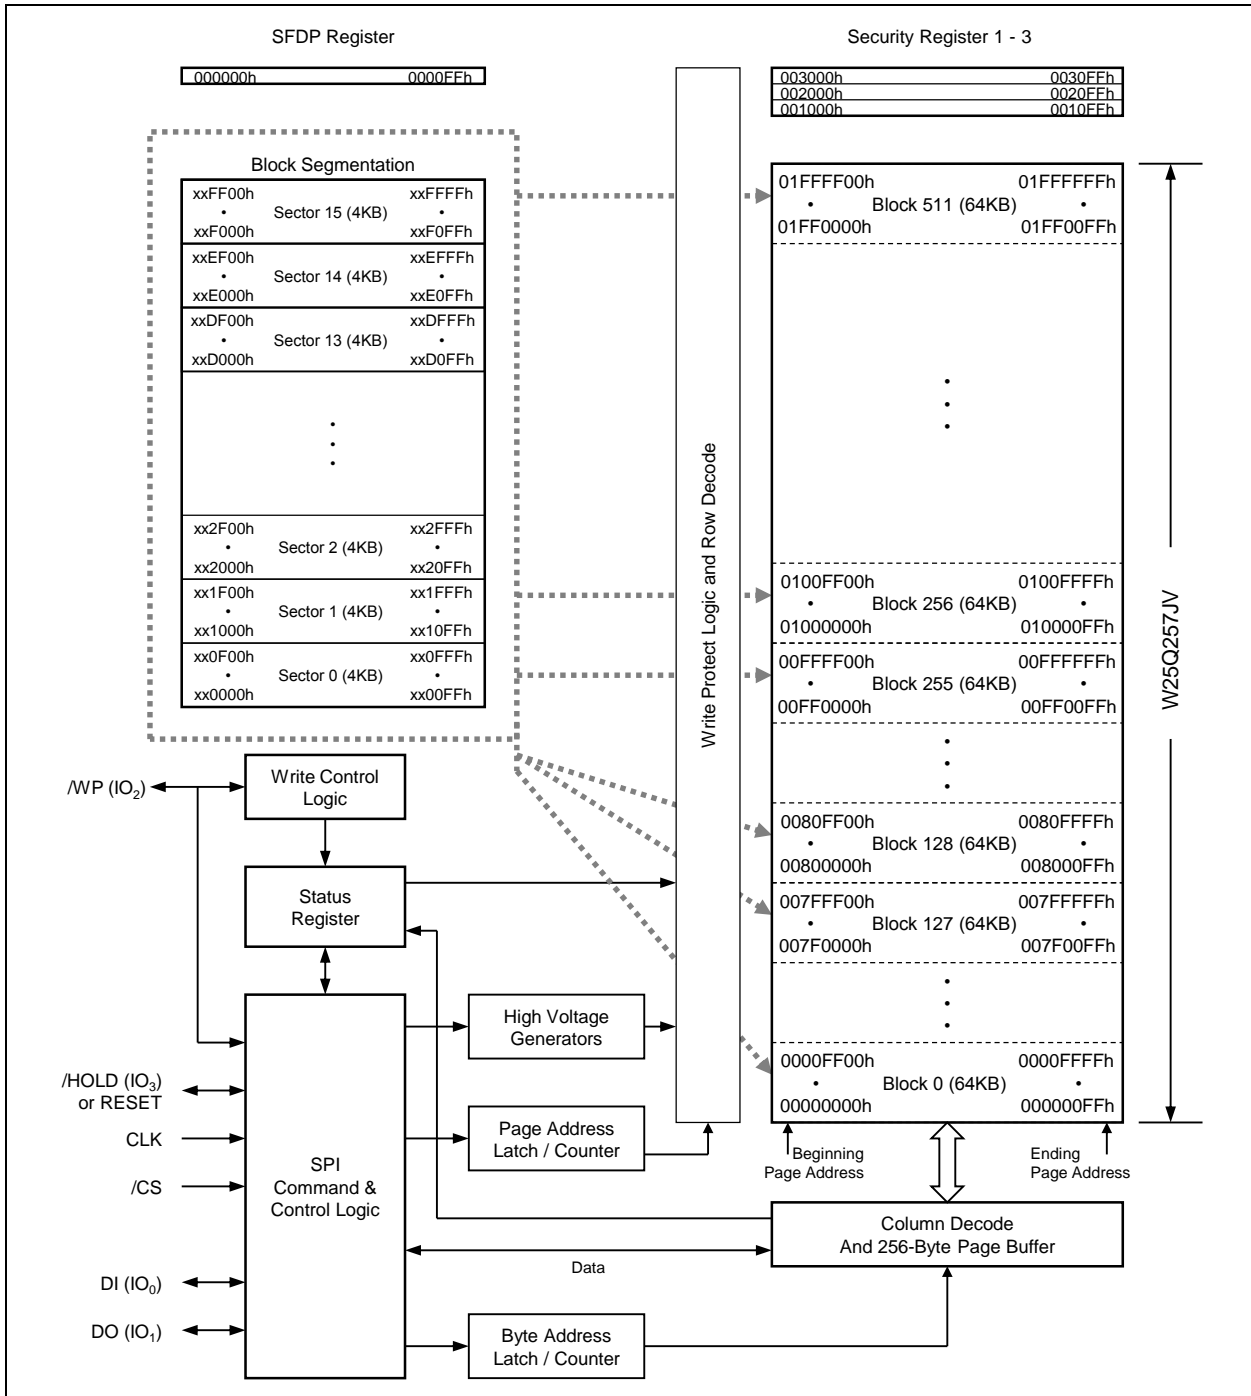 SFDP Register
000000h 0000FFh
Security Register 1 - 3
003000h 0030FFh
002000h 0020FFh
001000h 0010FFh
Block Segmentation
xxFF00h xxFFFFh
• Sector 15 (4KB) •
xxF000h xxF0FFh
xxEF00h xxEFFFh
• Sector 14 (4KB) •
xxE000h xxE0FFh
xxDF00h xxDFFFh
• Sector 13 (4KB) •
xxD000h xxD0FFh
xx2F00h xx2FFFh
• Sector 2 (4KB) •
xx2000h xx20FFh
xx1F00h xx1FFFh
• Sector 1 (4KB) •
xx1000h xx10FFh
xx0F00h xx0FFFh
• Sector 0 (4KB) •
xx0000h xx00FFh
Write Protect Logic and Row Decode
01FFFF00h 01FFFFFFh
• Block 511 (64KB) •
01FF0000h 01FF00FFh
0100FF00h 0100FFFFh
• Block 256 (64KB) •
01000000h 010000FFh
00FFFF00h 00FFFFFFh
• Block 255 (64KB) •
00FF0000h 00FF00FFh
0080FF00h 0080FFFFh
• Block 128 (64KB) •
00800000h 008000FFh
007FFF00h 007FFFFFh
• Block 127 (64KB) •
007F0000h 007F00FFh
0000FF00h 0000FFFFh
• Block 0 (64KB) •
00000000h 000000FFh
W25Q257JV
Beginning
Page Address
Ending
Page Address
/WP (IO2)
Write Control
Logic
Status
Register
High Voltage
Generators
/HOLD (IO3)
or RESET
CLK
/CS
DI (IO0)
DO (IO1)
SPI
Command &
Control Logic
Page Address
Latch / Counter
Column Decode
And 256-Byte Page Buffer
Data
Byte Address
Latch / Counter